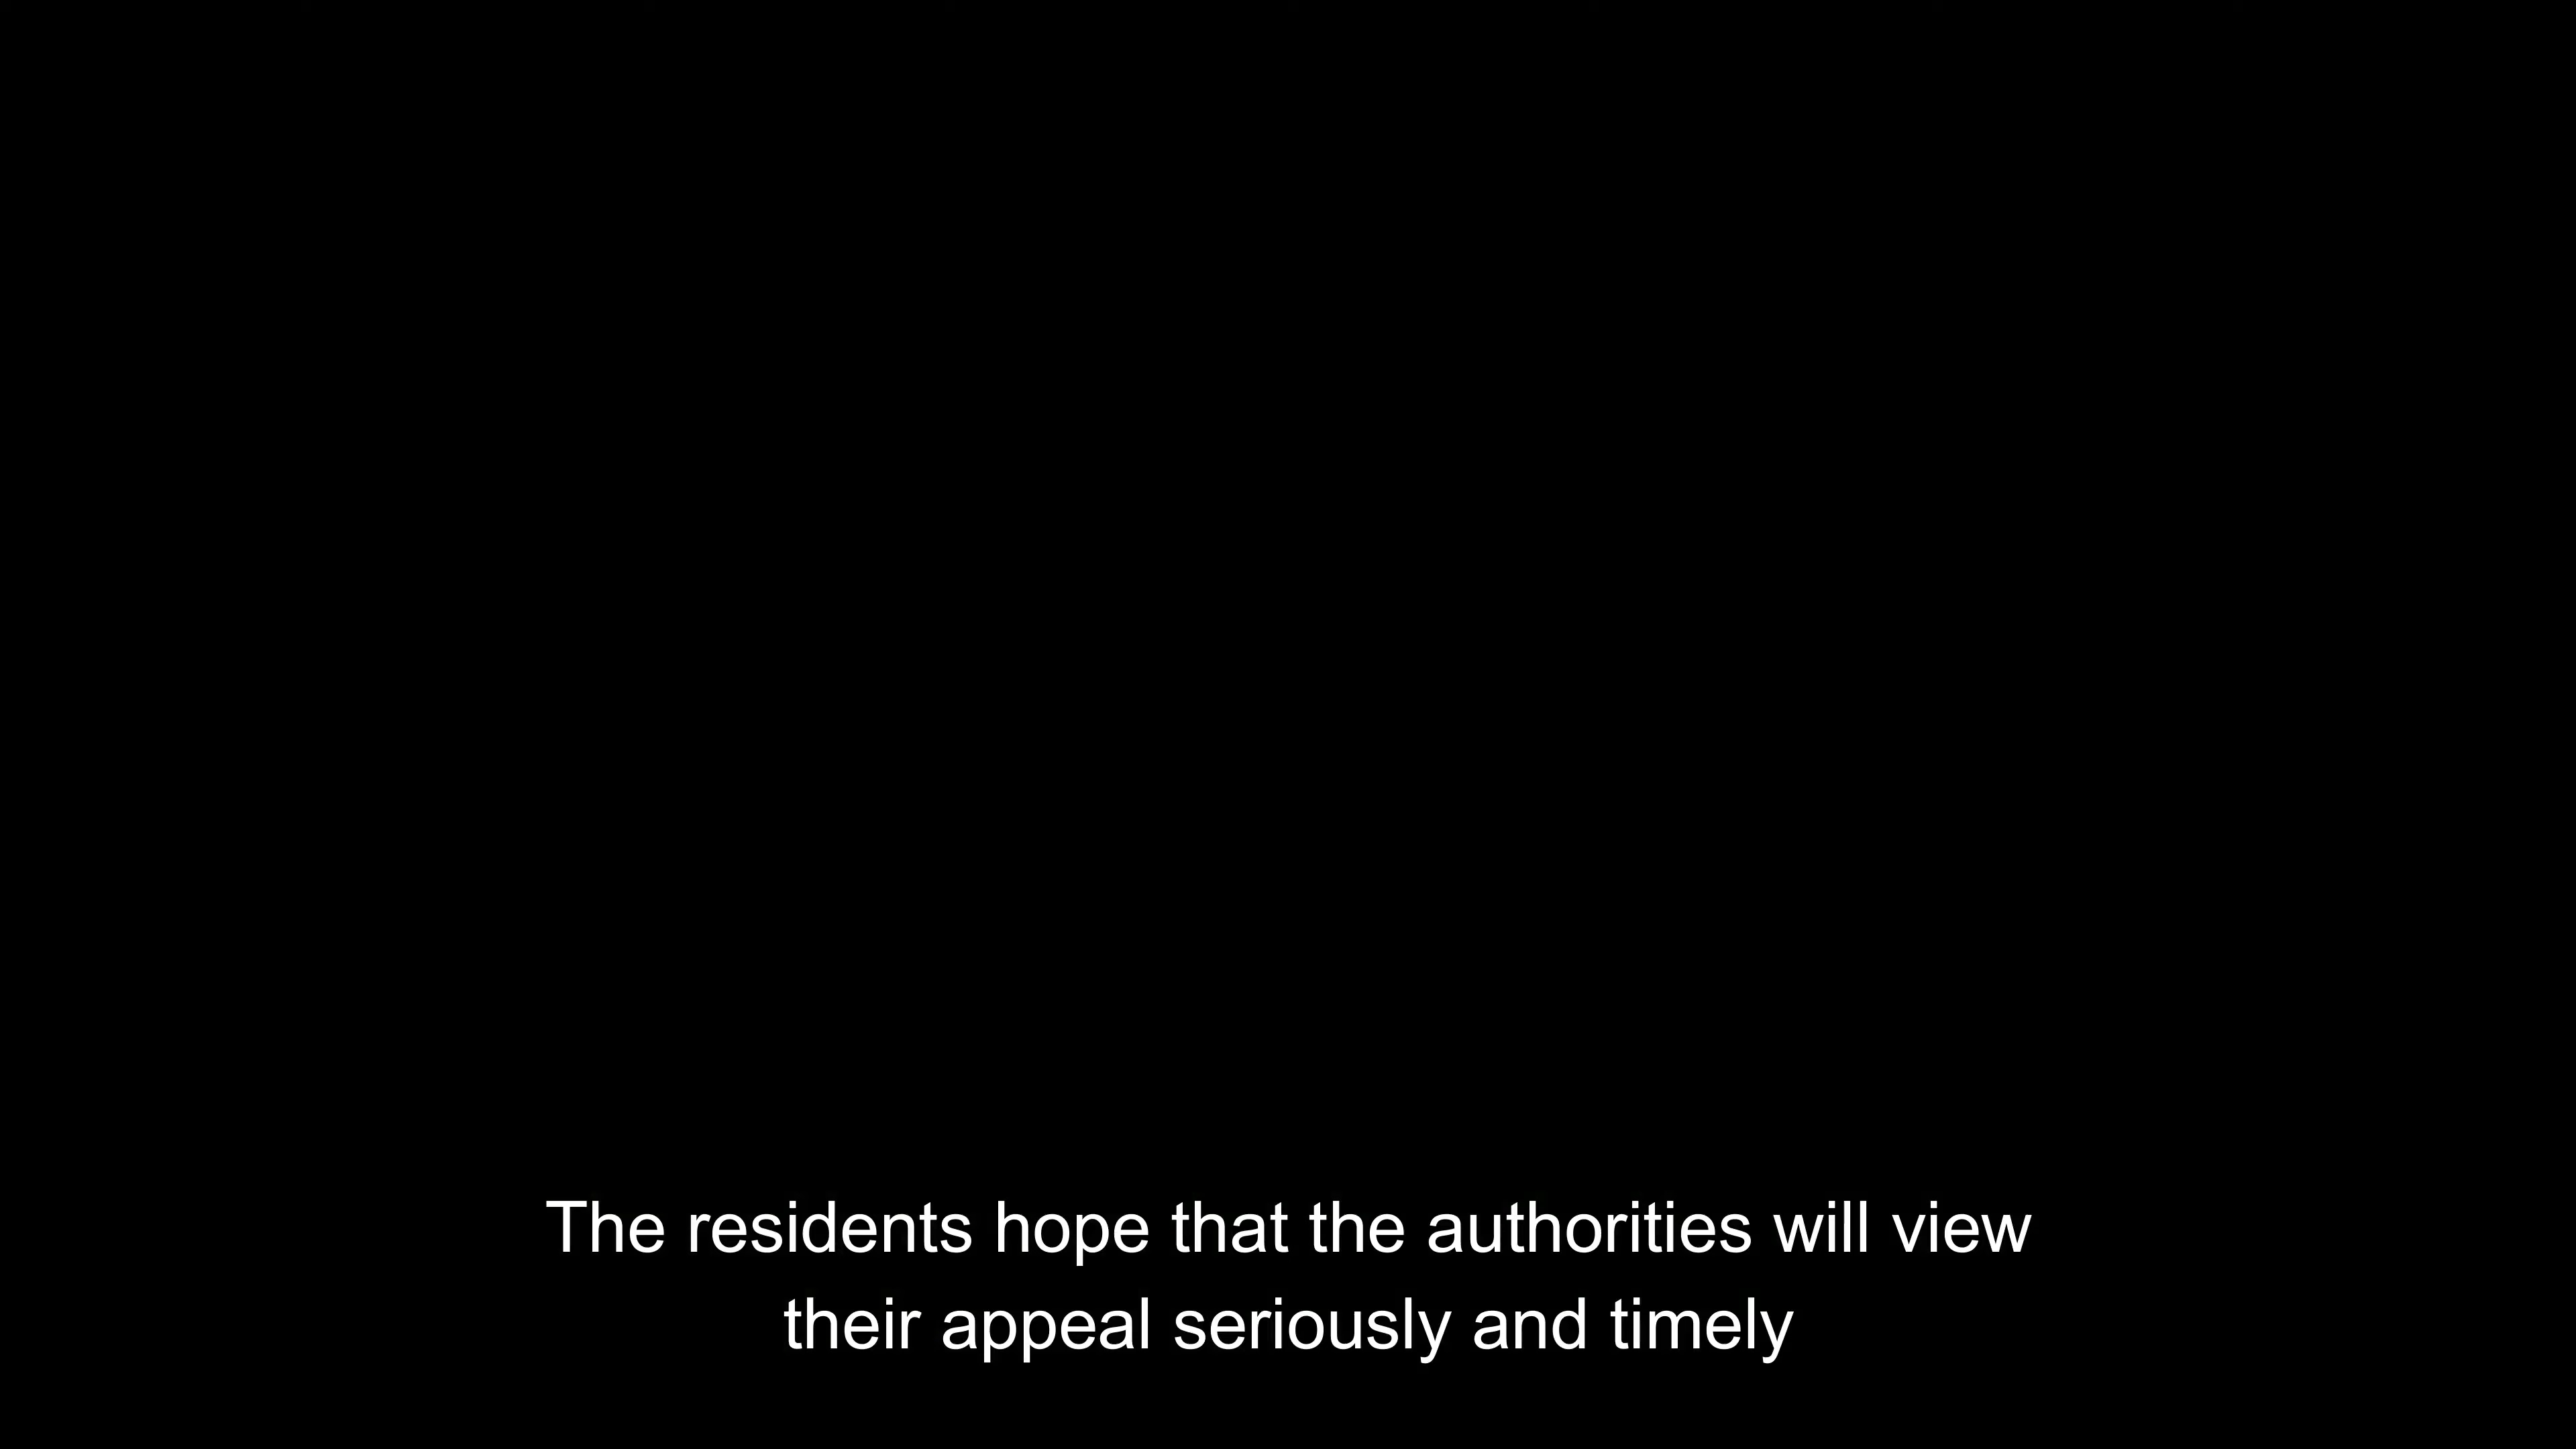 The residents hope that the authorities will view
their appeal seriously and timely